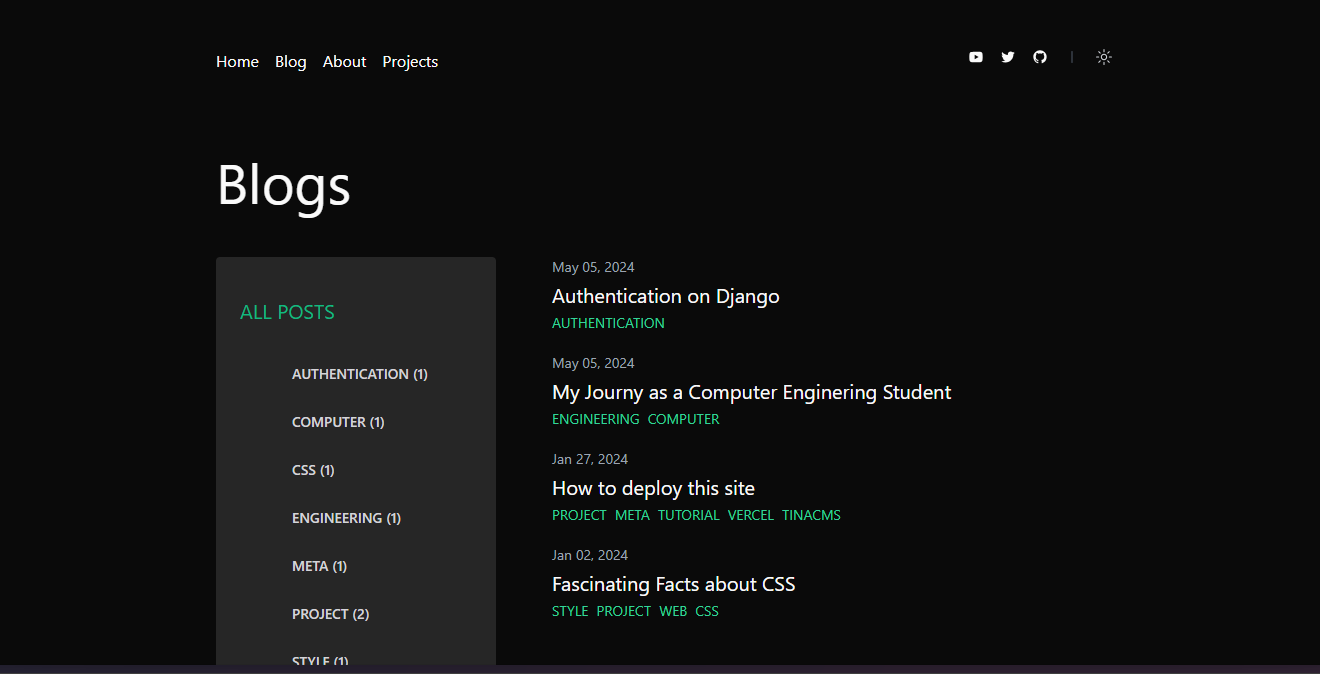 Home Blog About Projects
Blogs
ALL POSTS
AUTHENTICATION (1)
COMPUTER (1)
CSS (1)
ENGINEERING (1)
META (1)
PROJECT (2)
STYLE (1)
May 05, 2024
Authentication on Django
AUTHENTICATION
May 05, 2024
My Journy as a Computer Enginering Student
ENGINEERING COMPUTER
Jan 27, 2024
How to deploy this site
PROJECT META TUTORIAL VERCEL TINACMS
Jan 02, 2024
Fascinating Facts about CSS
STYLE PROJECT WEB CSS